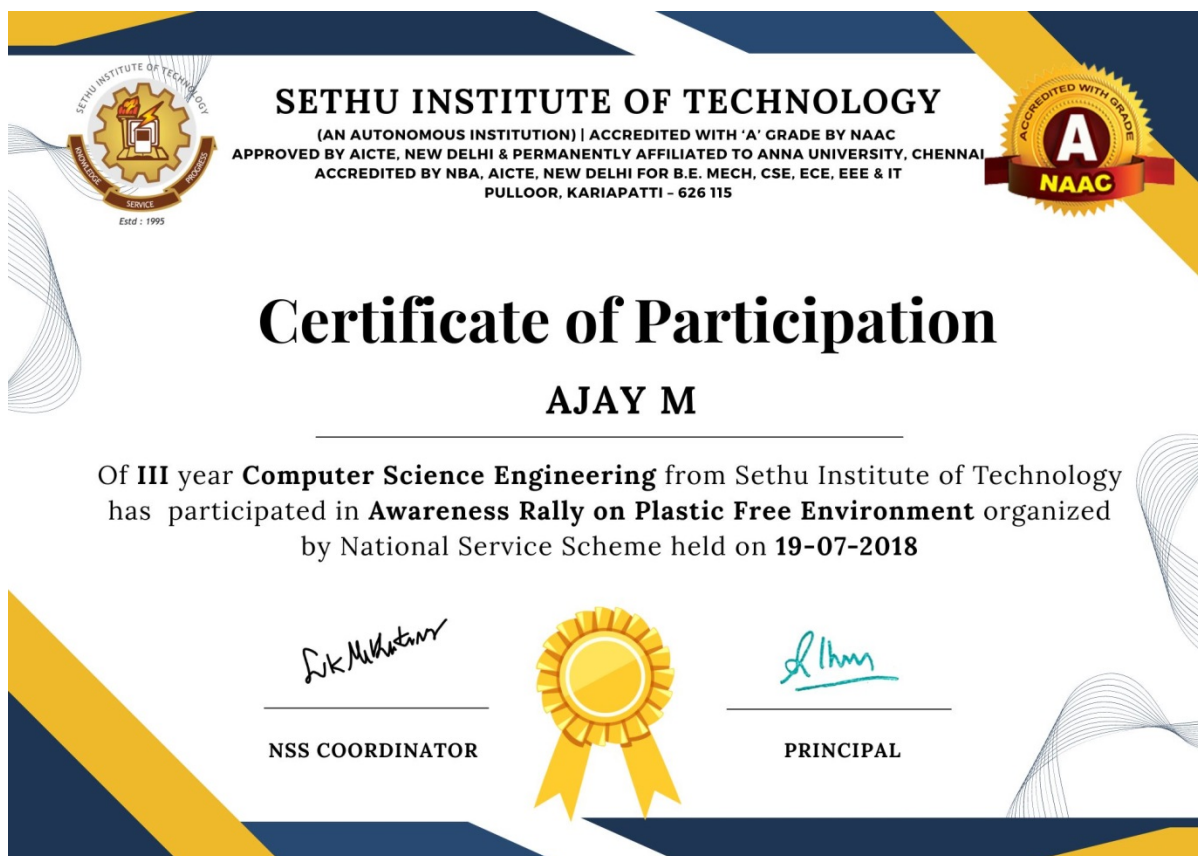 SETHU INSTITUTE OF TECHNOLOGY
KNOWLEDGE
SERVICE
PROGRESS
Estd : 1995
SETHU INSTITUTE OF TECHNOLOGY
(AN AUTONOMOUS INSTITUTION) | ACCREDITED WITH ‘A’ GRADE BY NAAC
APPROVED BY AICTE, NEW DELHI & PERMANENTLY AFFILIATED TO ANNA UNIVERSITY, CHENNAI
ACCREDITED BY NBA, AICTE, NEW DELHI FOR B.E. MECH, CSE, ECE, EEE & IT
PULLOOR, KARIAPATTI – 626 115
ACCREDITED WITH GRADE
A
NAAC
Certificate of Participation
AJAY M
Of III year Computer Science Engineering from Sethu Institute of Technology
has participated in Awareness Rally on Plastic Free Environment organized
by National Service Scheme held on 19-07-2018
NSS COORDINATOR
PRINCIPAL